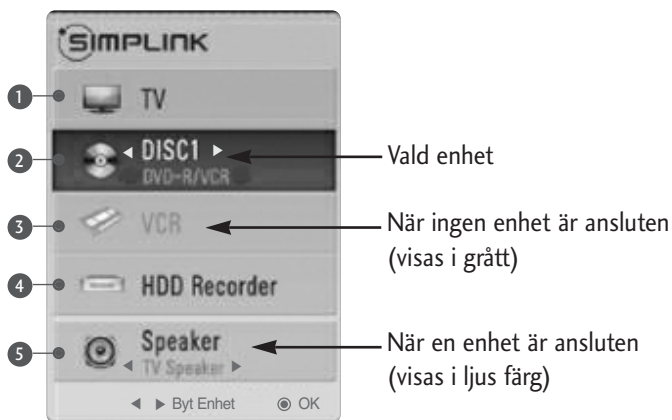 SIMPLINK
1 TV
2 ◀ DISC1 ▶ Vald enhet
DVD-R/VCR
3 VCR När ingen enhet är ansluten
(visas i grått)
4 HDD Recorder
5 Speaker När en enhet är ansluten
◀ TV Speaker ▶ (visas i ljus färg)
◀ ▶ Byt Enhet ◉ OK